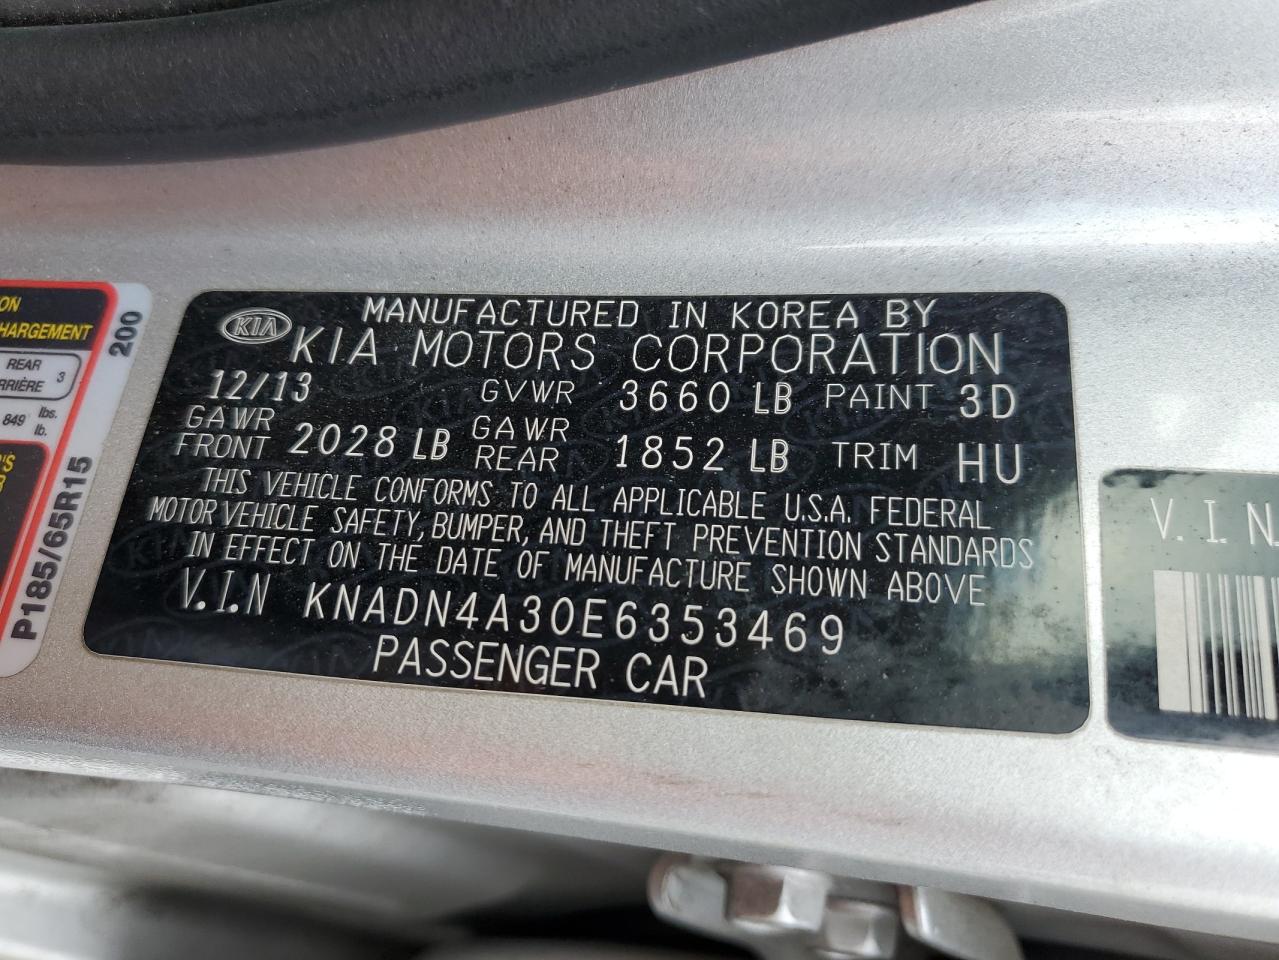 ON
HARGEMENT
REAR
RRIÈRE 3
849 lbs.
lb.
200
P185/65R15
KIA
MANUFACTURED IN KOREA BY
KIA MOTORS CORPORATION
12/13 GVWR 3660 LB PAINT 3D
GAWR FRONT 2028 LB GAWR REAR 1852 LB TRIM HU
THIS VEHICLE CONFORMS TO ALL APPLICABLE U.S.A. FEDERAL
MOTOR VEHICLE SAFETY, BUMPER, AND THEFT PREVENTION STANDARDS
IN EFFECT ON THE DATE OF MANUFACTURE SHOWN ABOVE
V.I.N KNADN4A30E6353469
PASSENGER CAR
V.I.N.